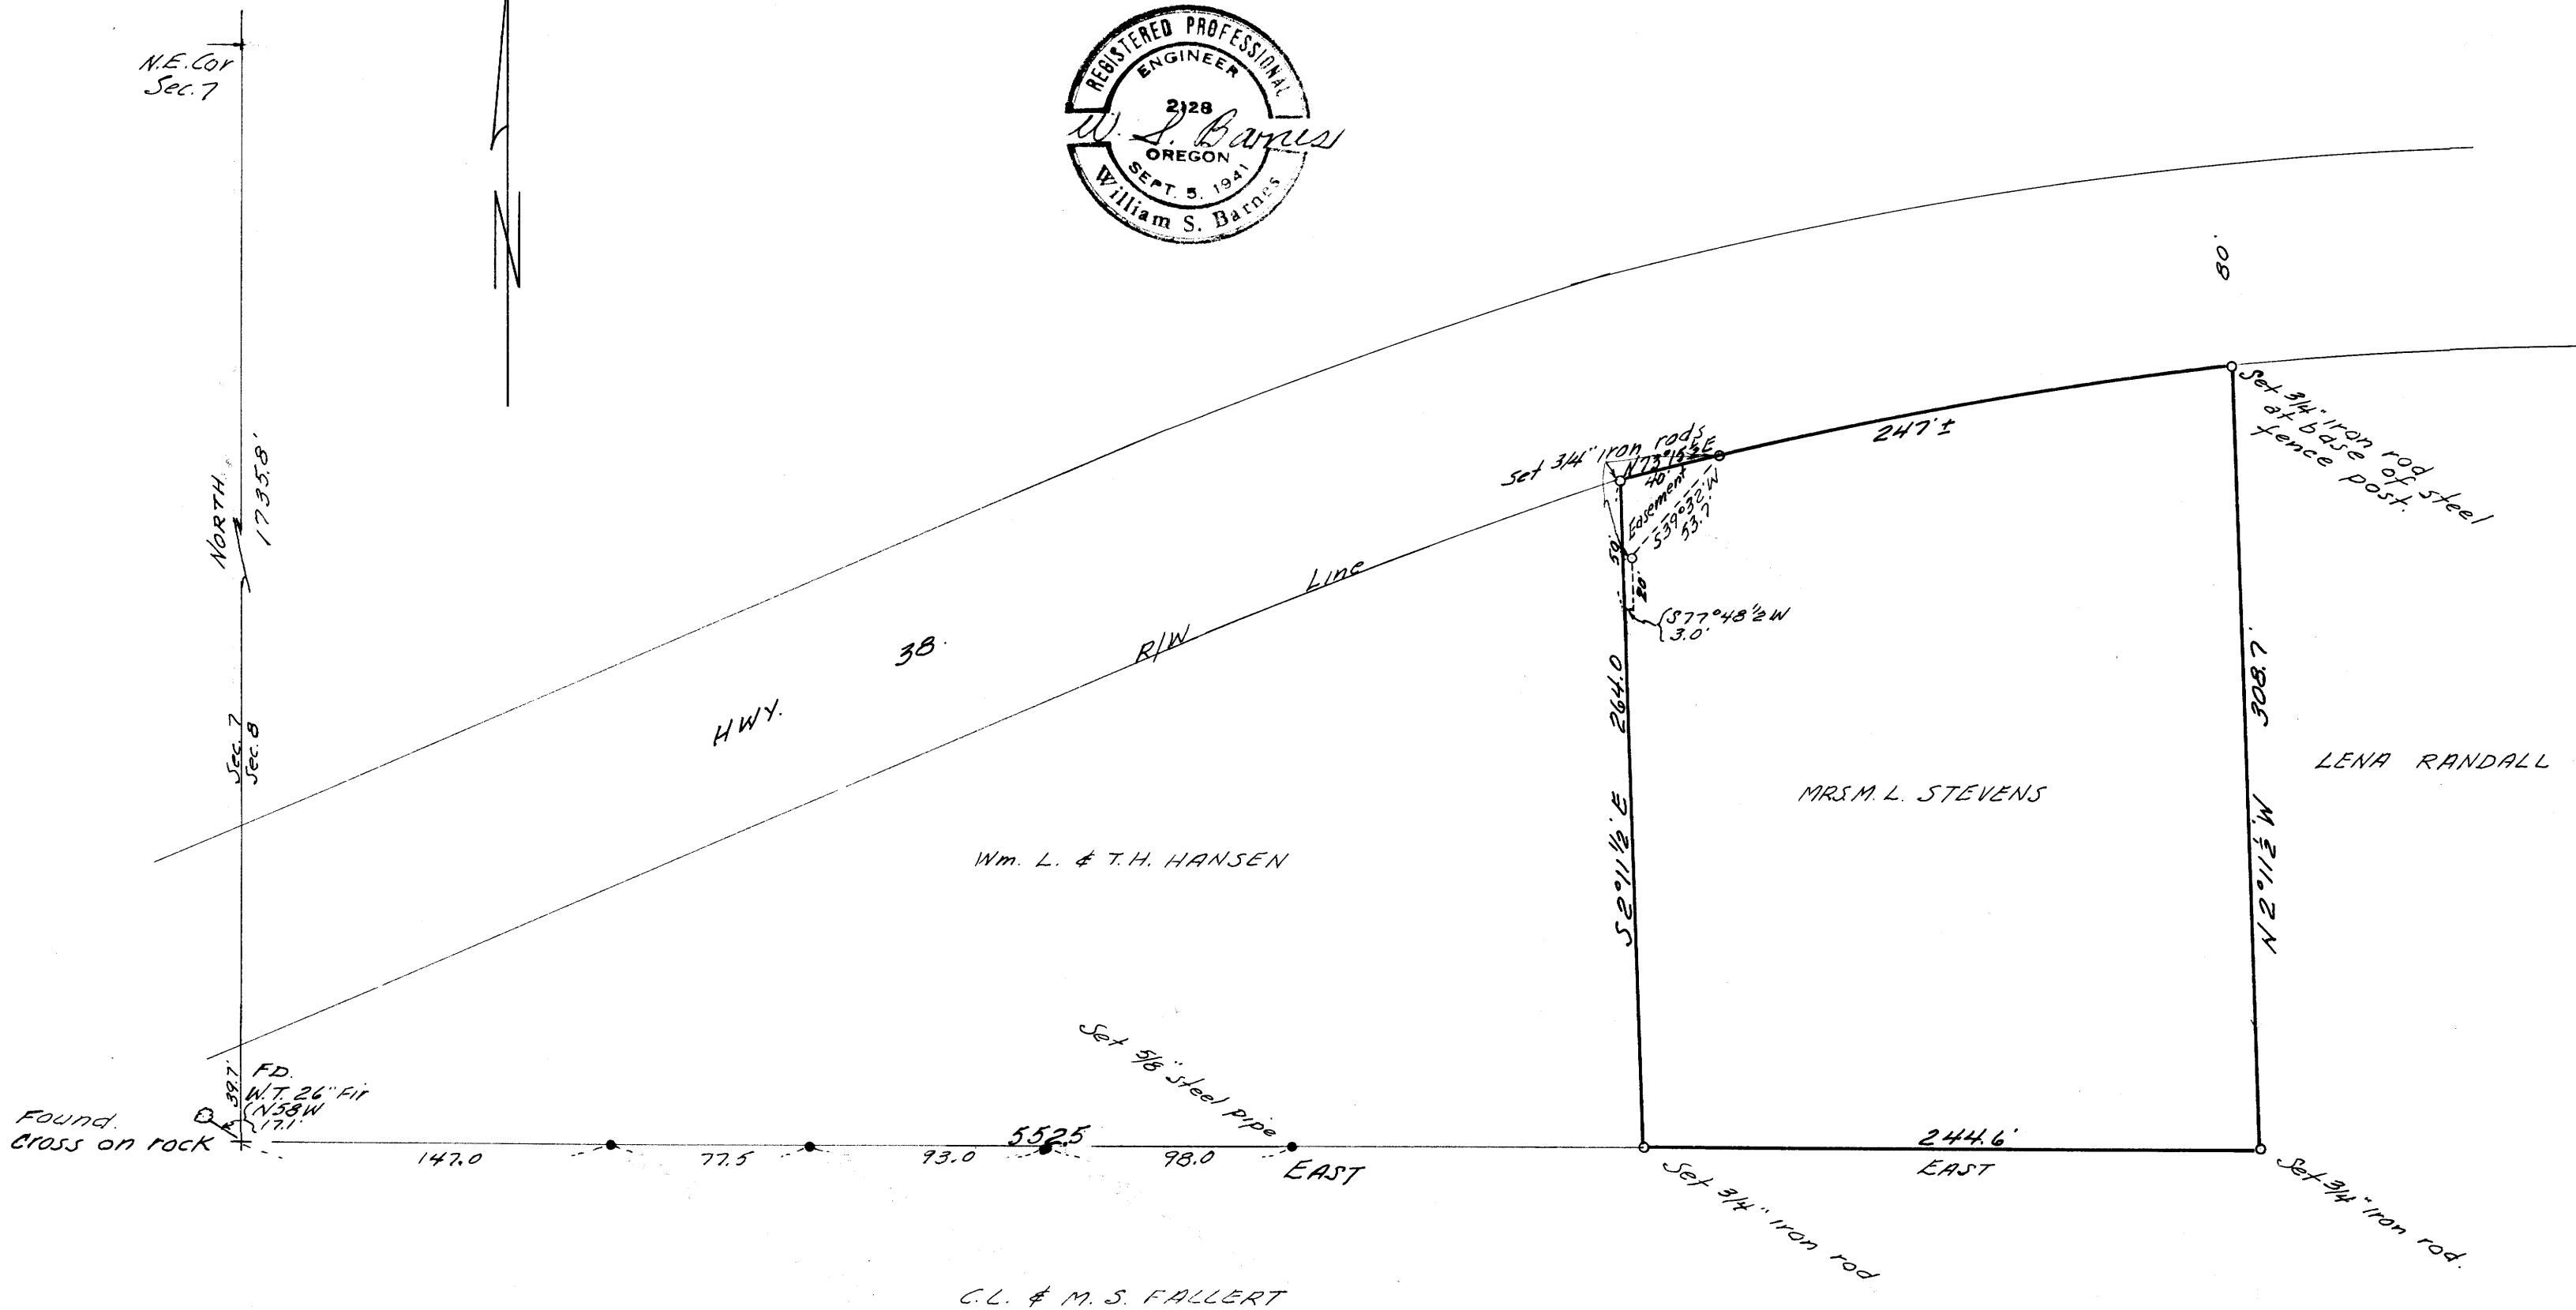 N.E. Cor
Sec. 7
N
REGISTERED PROFESSIONAL
ENGINEER
2128
W. S. Barnes
OREGON
SEPT. 5, 1941
William S. Barnes
80'
NORTH
1735.8'
Sec. 7
Sec. 8
HWY. 38.
R/W Line
Set 3/4" iron rods
N73°15½E
40'
Easement
S39°32'W
53.7'
50'
20'
S77°48½W
3.0'
247'±
Set 3/4" iron rod
at base of steel
fence post.
S2°11½'E 264.0
N2°11½'W 308.7'
MRS. M. L. STEVENS
LENA RANDALL
Wm. L. & T.H. HANSEN
39.7'
FD.
W.T. 26" Fir
N58W
17.1'
Found.
cross on rock
Set 5/8" steel pipe
552.5
147.0
77.5
93.0
98.0
EAST
244.6'
EAST
Set 3/4" iron rod
Set 3/4" iron rod.
C.L. & M. S. FALLERT